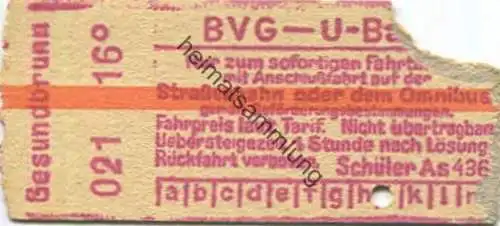 Gesundbrunn
021 16°
BVG—U-Ba
zum sofortigen Fahrt
mit Anschlußfahrt auf der
Straßenbahn oder dem Omnibus
Fahrpreis laut Tarif. Nicht übertragbar
Uebersteigezeit 1 Stunde nach Lösung
Rückfahrt verboten Schüler As 436
a b c d e f g h k l
heimatsammlung